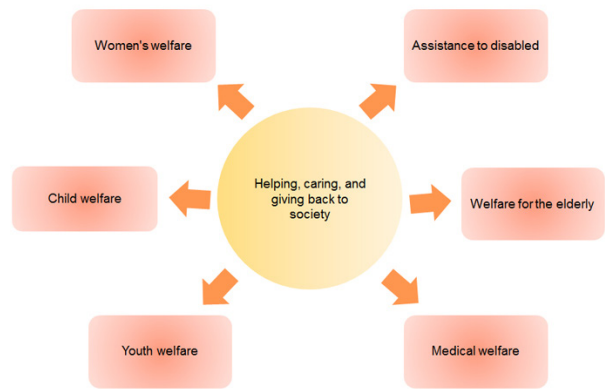 Women's welfare
Assistance to disabled
Helping, caring, and
giving back to
society
Child welfare
Welfare for the elderly
Youth welfare
Medical welfare